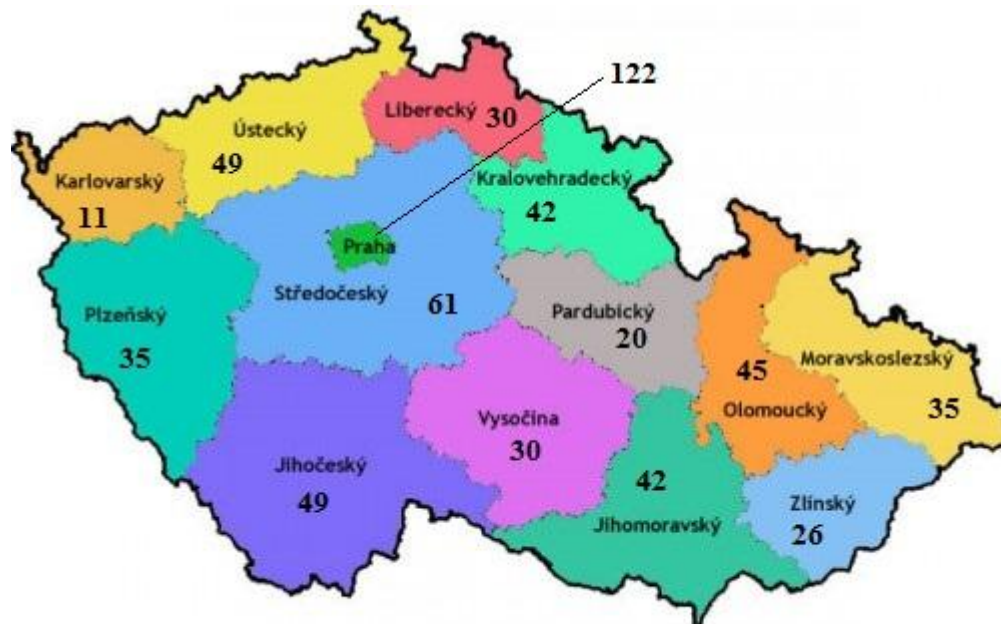 122
Liberecký 30
Ústecký
49
Karlovarský
11
Kralovehradecký
42
Praha
Středočeský
61
Plzeňský
35
Pardubický
20
Moravskoslezský
35
45
Olomoucký
Vysočina
30
Jihočeský
49
42
Jihomoravský
Zlínský
26